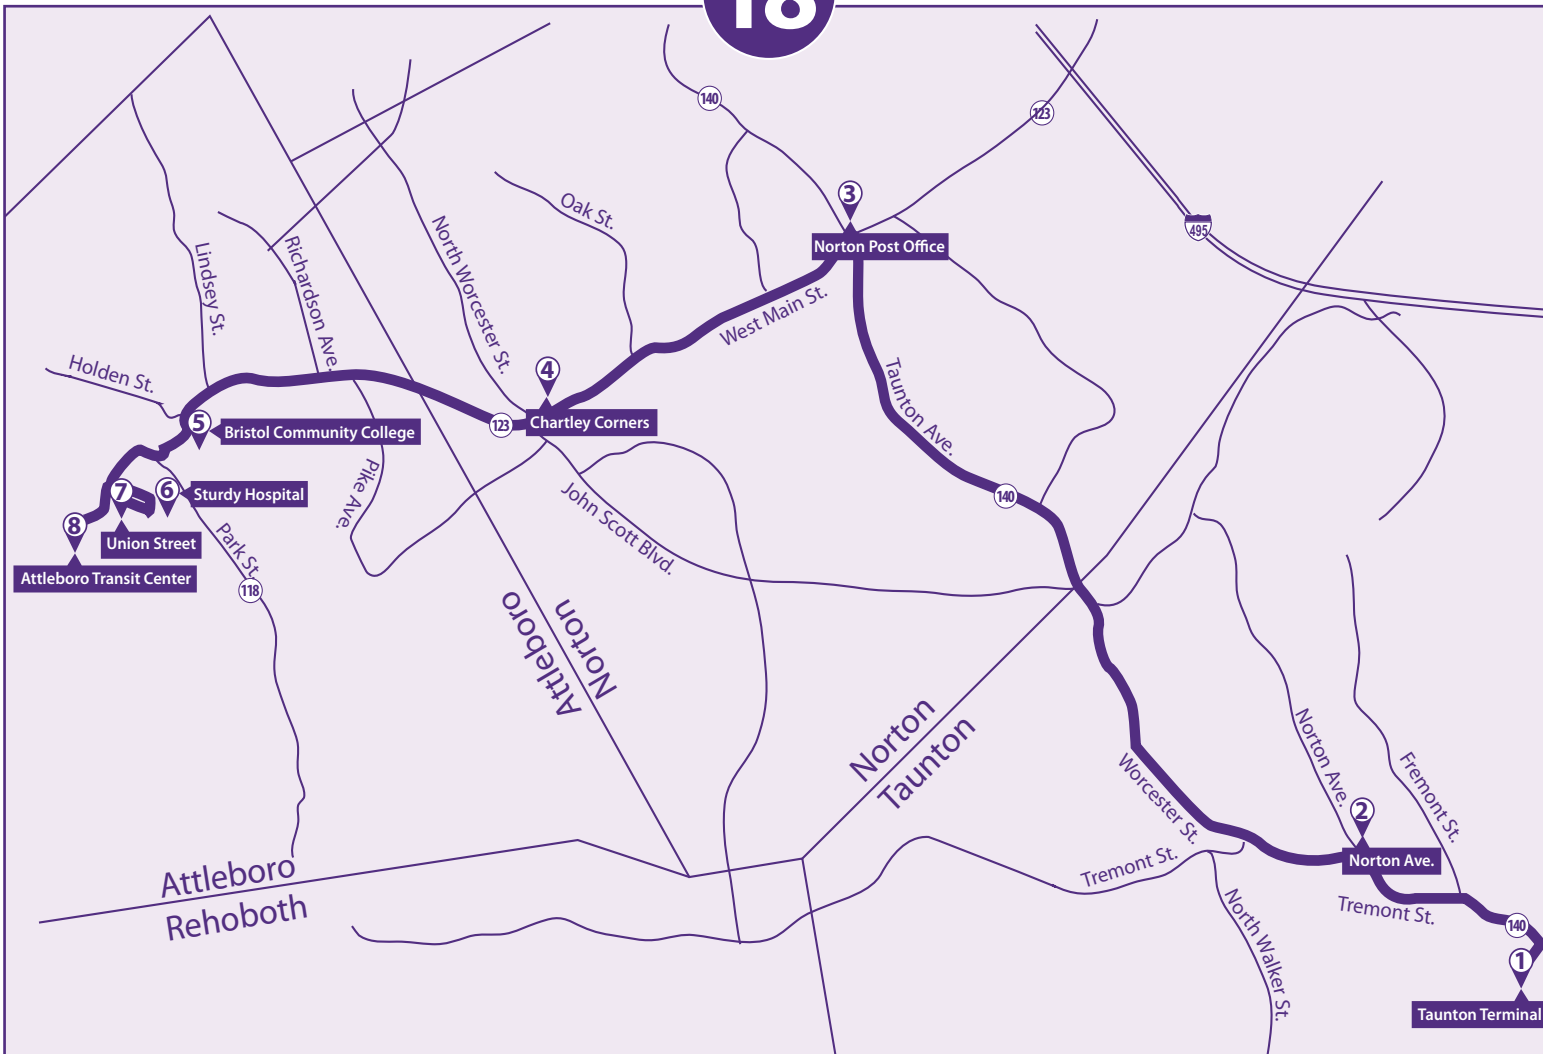 18
140
123
495
3
Norton Post Office
Oak St.
North Worcester St.
Richardson Ave.
Lindsey St.
West Main St.
Holden St.
4
Chartley Corners
123
Taunton Ave.
5
Bristol Community College
Pike Ave.
6
Sturdy Hospital
7
Union Street
8
Attleboro Transit Center
Park St.
118
John Scott Blvd.
140
Attleboro
Norton
Norton
Taunton
Worcester St.
Norton Ave.
Fremont St.
2
Norton Ave.
Tremont St.
Tremont St.
North Walker St.
Attleboro
Rehoboth
140
1
Taunton Terminal